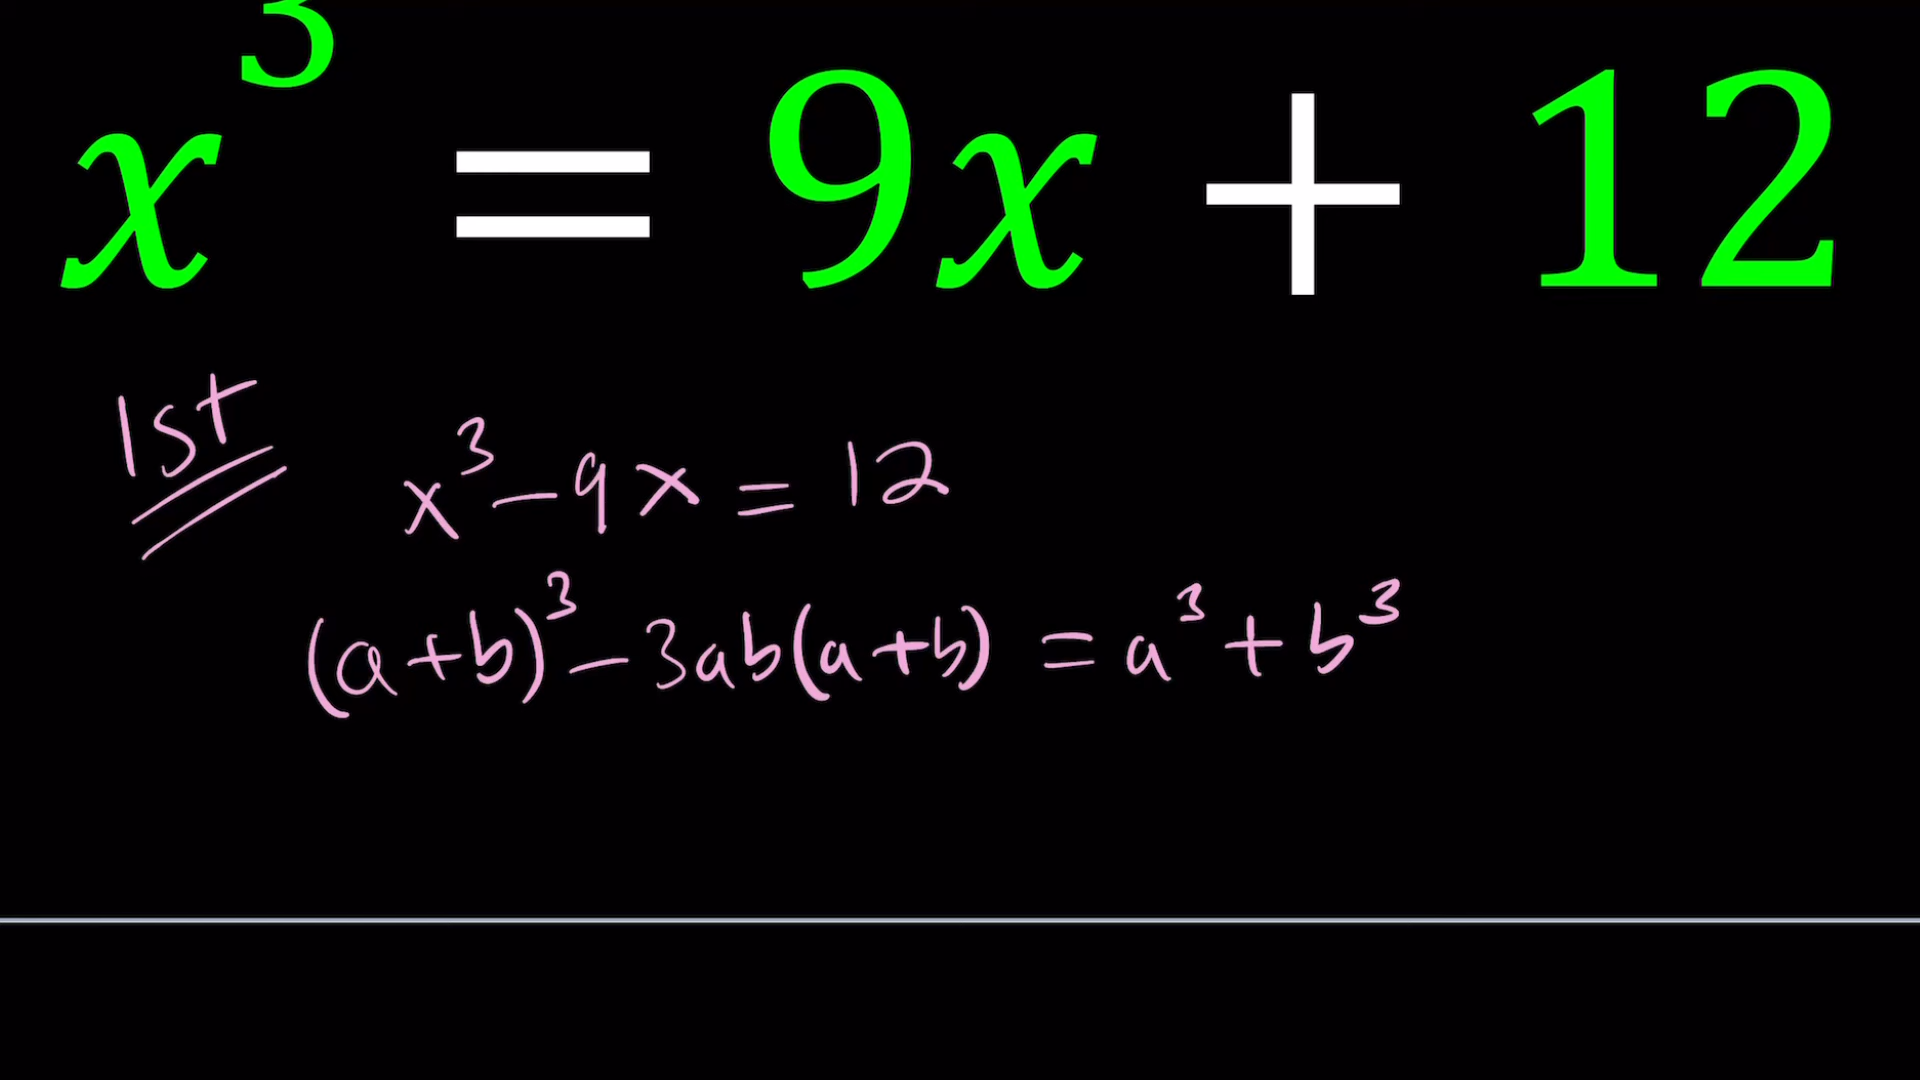 x³ = 9x + 12
1st
x³ - 9x = 12
(a+b)³ - 3ab(a+b) = a³ + b³